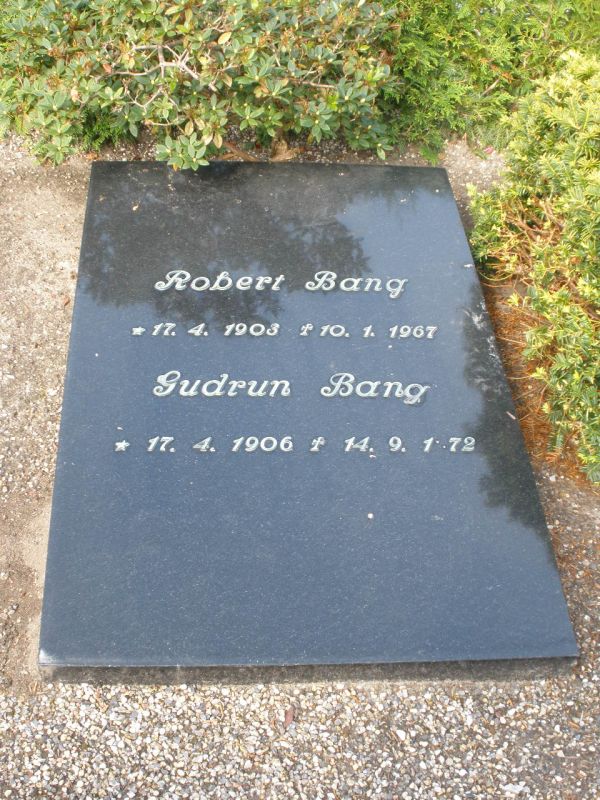 Robert Bang
* 17. 4. 1903 † 10. 1. 1967
Gudrun Bang
* 17. 4. 1906 † 14. 9. 1 72